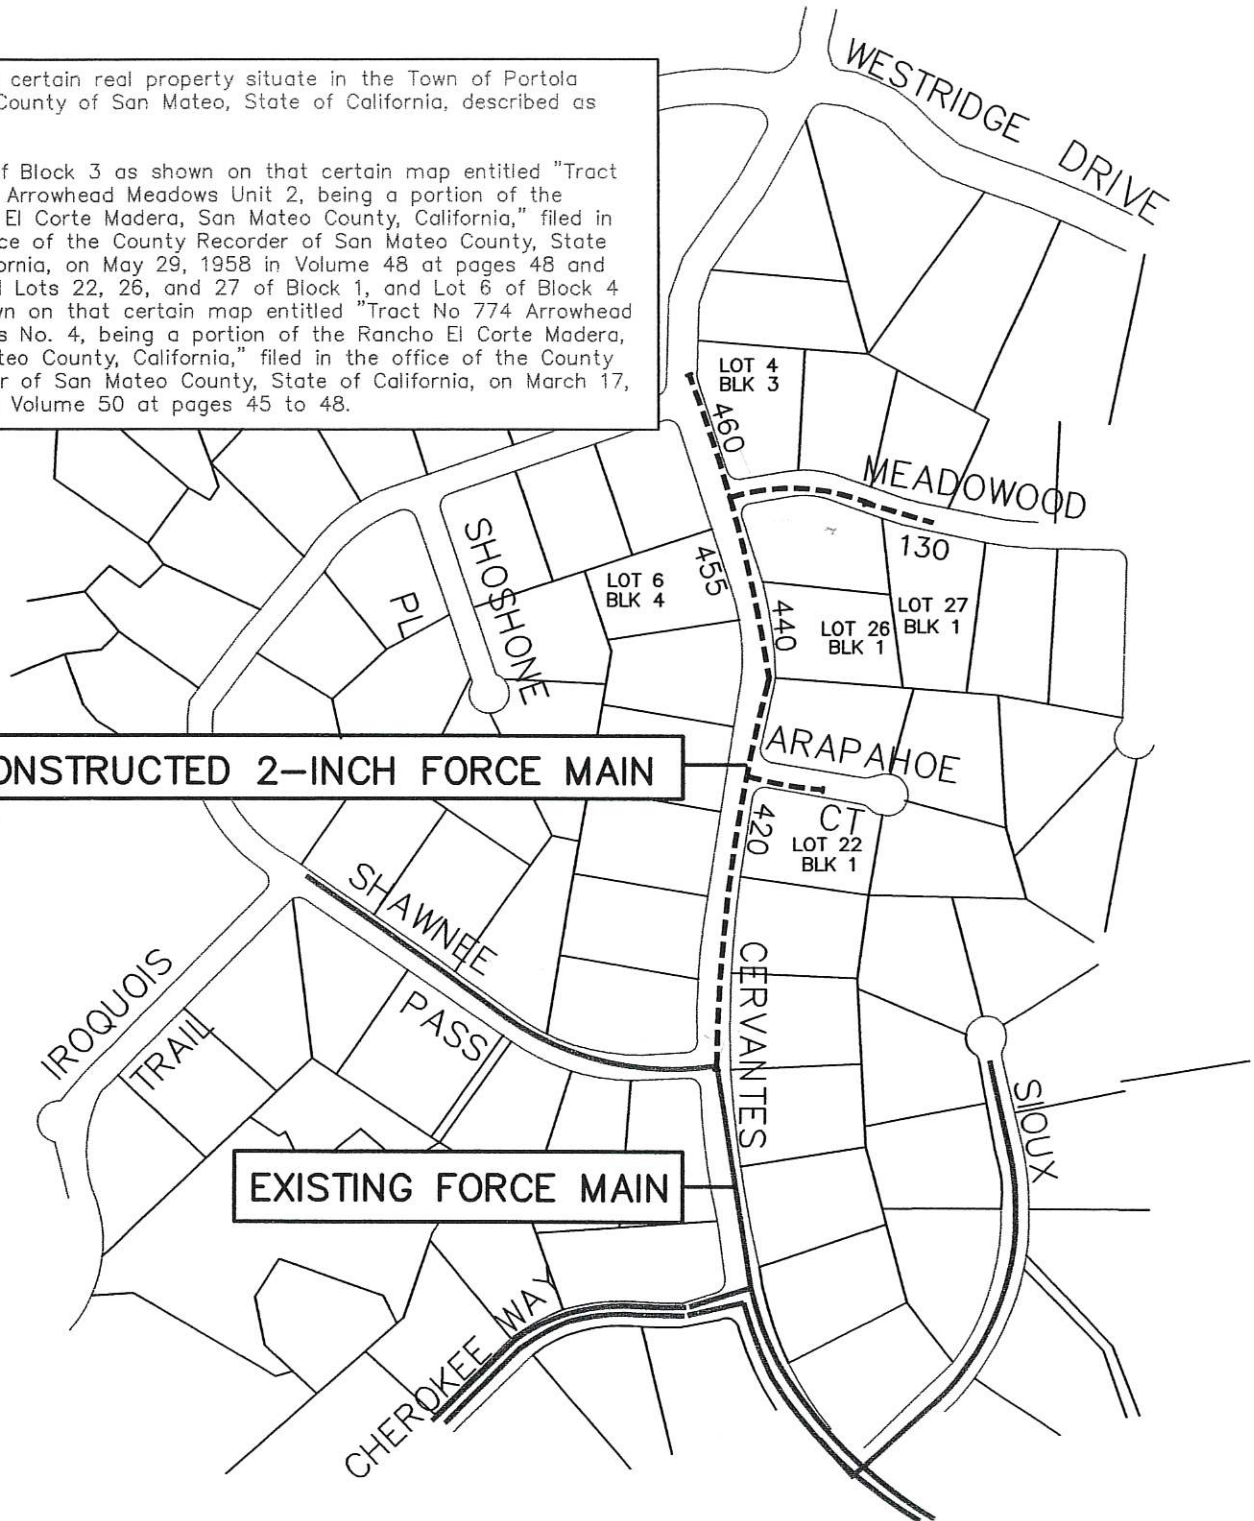 certain real property situate in the Town of Portola
County of San Mateo, State of California, described as
of Block 3 as shown on that certain map entitled "Tract
Arrowhead Meadows Unit 2, being a portion of the
El Corte Madera, San Mateo County, California," filed in
ce of the County Recorder of San Mateo County, State
ornia, on May 29, 1958 in Volume 48 at pages 48 and
Lots 22, 26, and 27 of Block 1, and Lot 6 of Block 4
wn on that certain map entitled "Tract No 774 Arrowhead
s No. 4, being a portion of the Rancho El Corte Madera,
teo County, California," filed in the office of the County
r of San Mateo County, State of California, on March 17,
Volume 50 at pages 45 to 48.
WESTRIDGE DRIVE
LOT 4
BLK 3
460
MEADOWOOD
130
SHOSHONE
PL
LOT 6
BLK 4
455
440
LOT 26
BLK 1
LOT 27
BLK 1
ONSTRUCTED 2-INCH FORCE MAIN
ARAPAHOE
CT
420
LOT 22
BLK 1
SHAWNEE
PASS
IROQUOIS
TRAIL
CERVANTES
SIOUX
EXISTING FORCE MAIN
CHEROKEE WAY